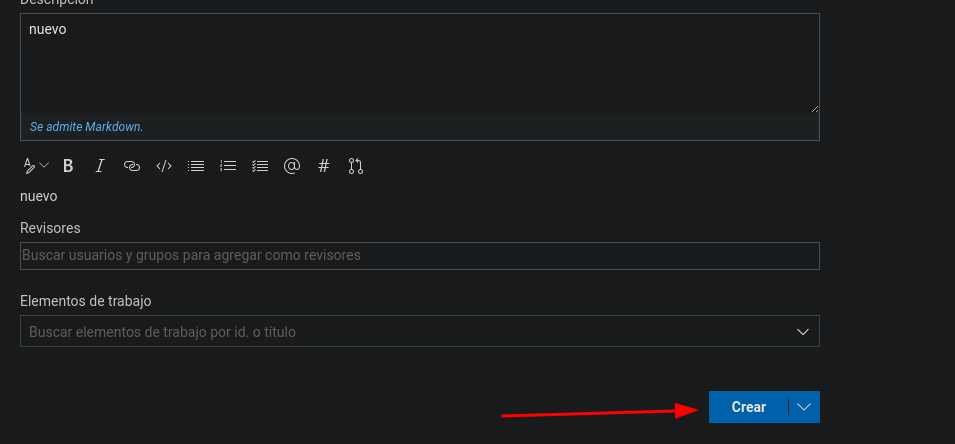 Descripción
nuevo
Se admite Markdown.
A B I </> @ #
nuevo
Revisores
Buscar usuarios y grupos para agregar como revisores
Elementos de trabajo
Buscar elementos de trabajo por id. o título
Crear